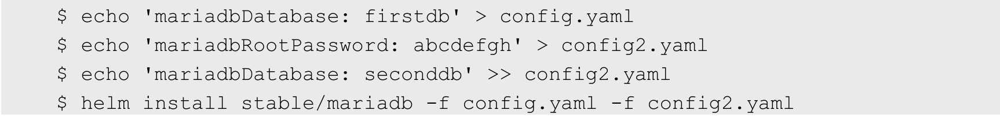 $ echo 'mariadbDatabase: firstdb' > config.yaml
$ echo 'mariadbRootPassword: abcdefgh' > config2.yaml
$ echo 'mariadbDatabase: seconddb' >> config2.yaml
$ helm install stable/mariadb -f config.yaml -f config2.yaml